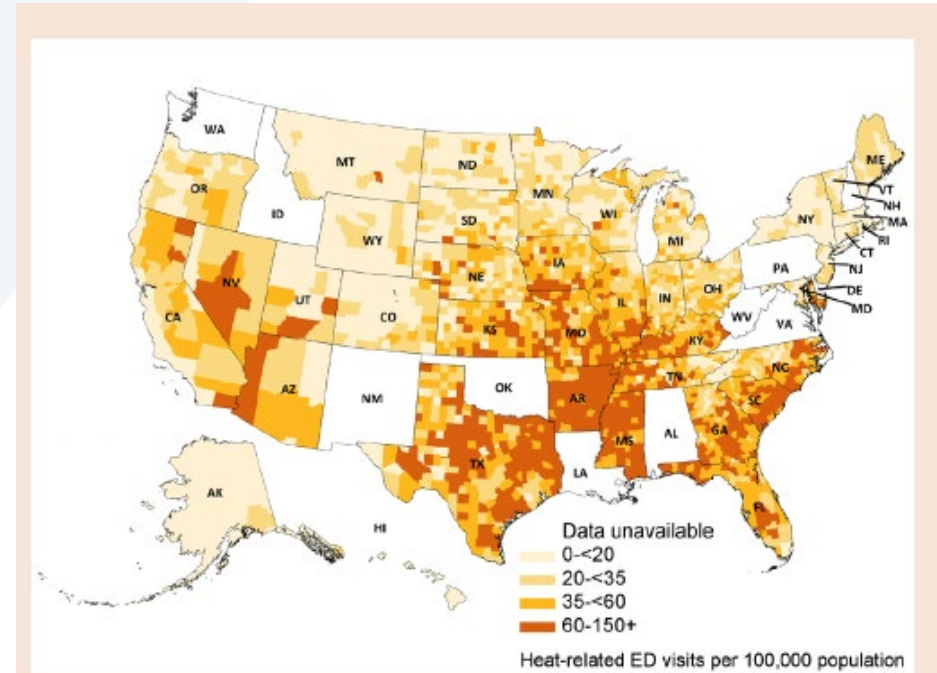 WA
MT
ND
ME
OR
MN
VT
ID
SD
WI
NY
NH
MA
WY
MI
RI
CT
IA
PA
NE
NJ
NV
OH
IL
IN
DE
UT
MD
CA
CO
WV
VA
KS
MO
KY
NC
TN
AZ
OK
NM
AR
SC
MS
AL
GA
TX
LA
FL
AK
HI
Data unavailable
0-<20
20-<35
35-<60
60-150+
Heat-related ED visits per 100,000 population